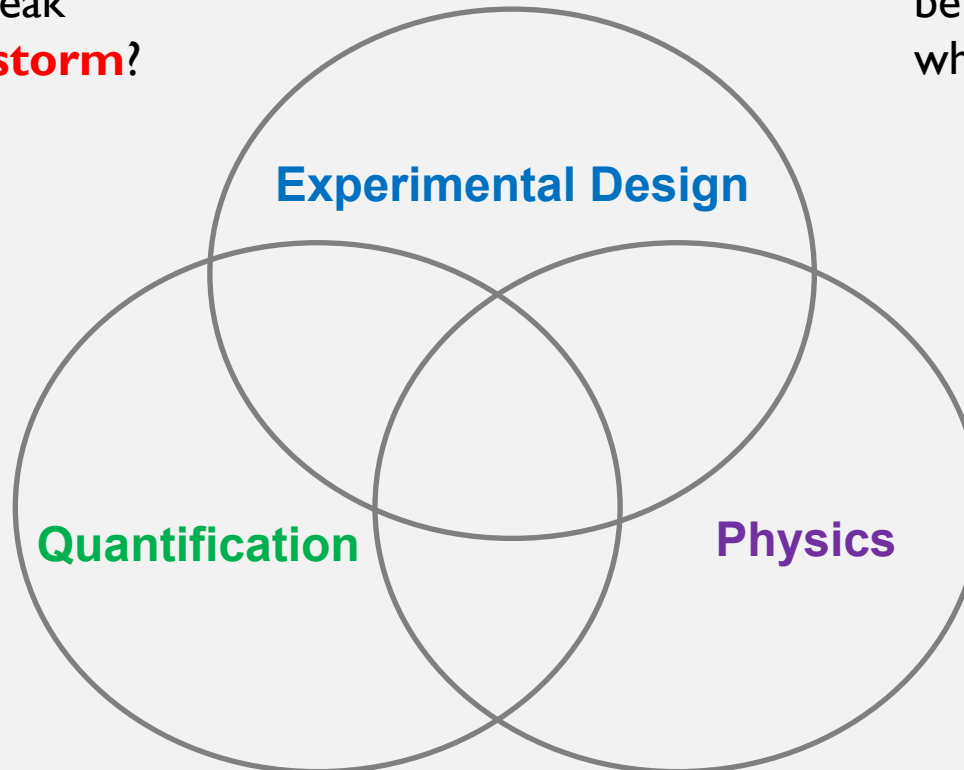 storm?
Experimental Design
Quantification
Physics